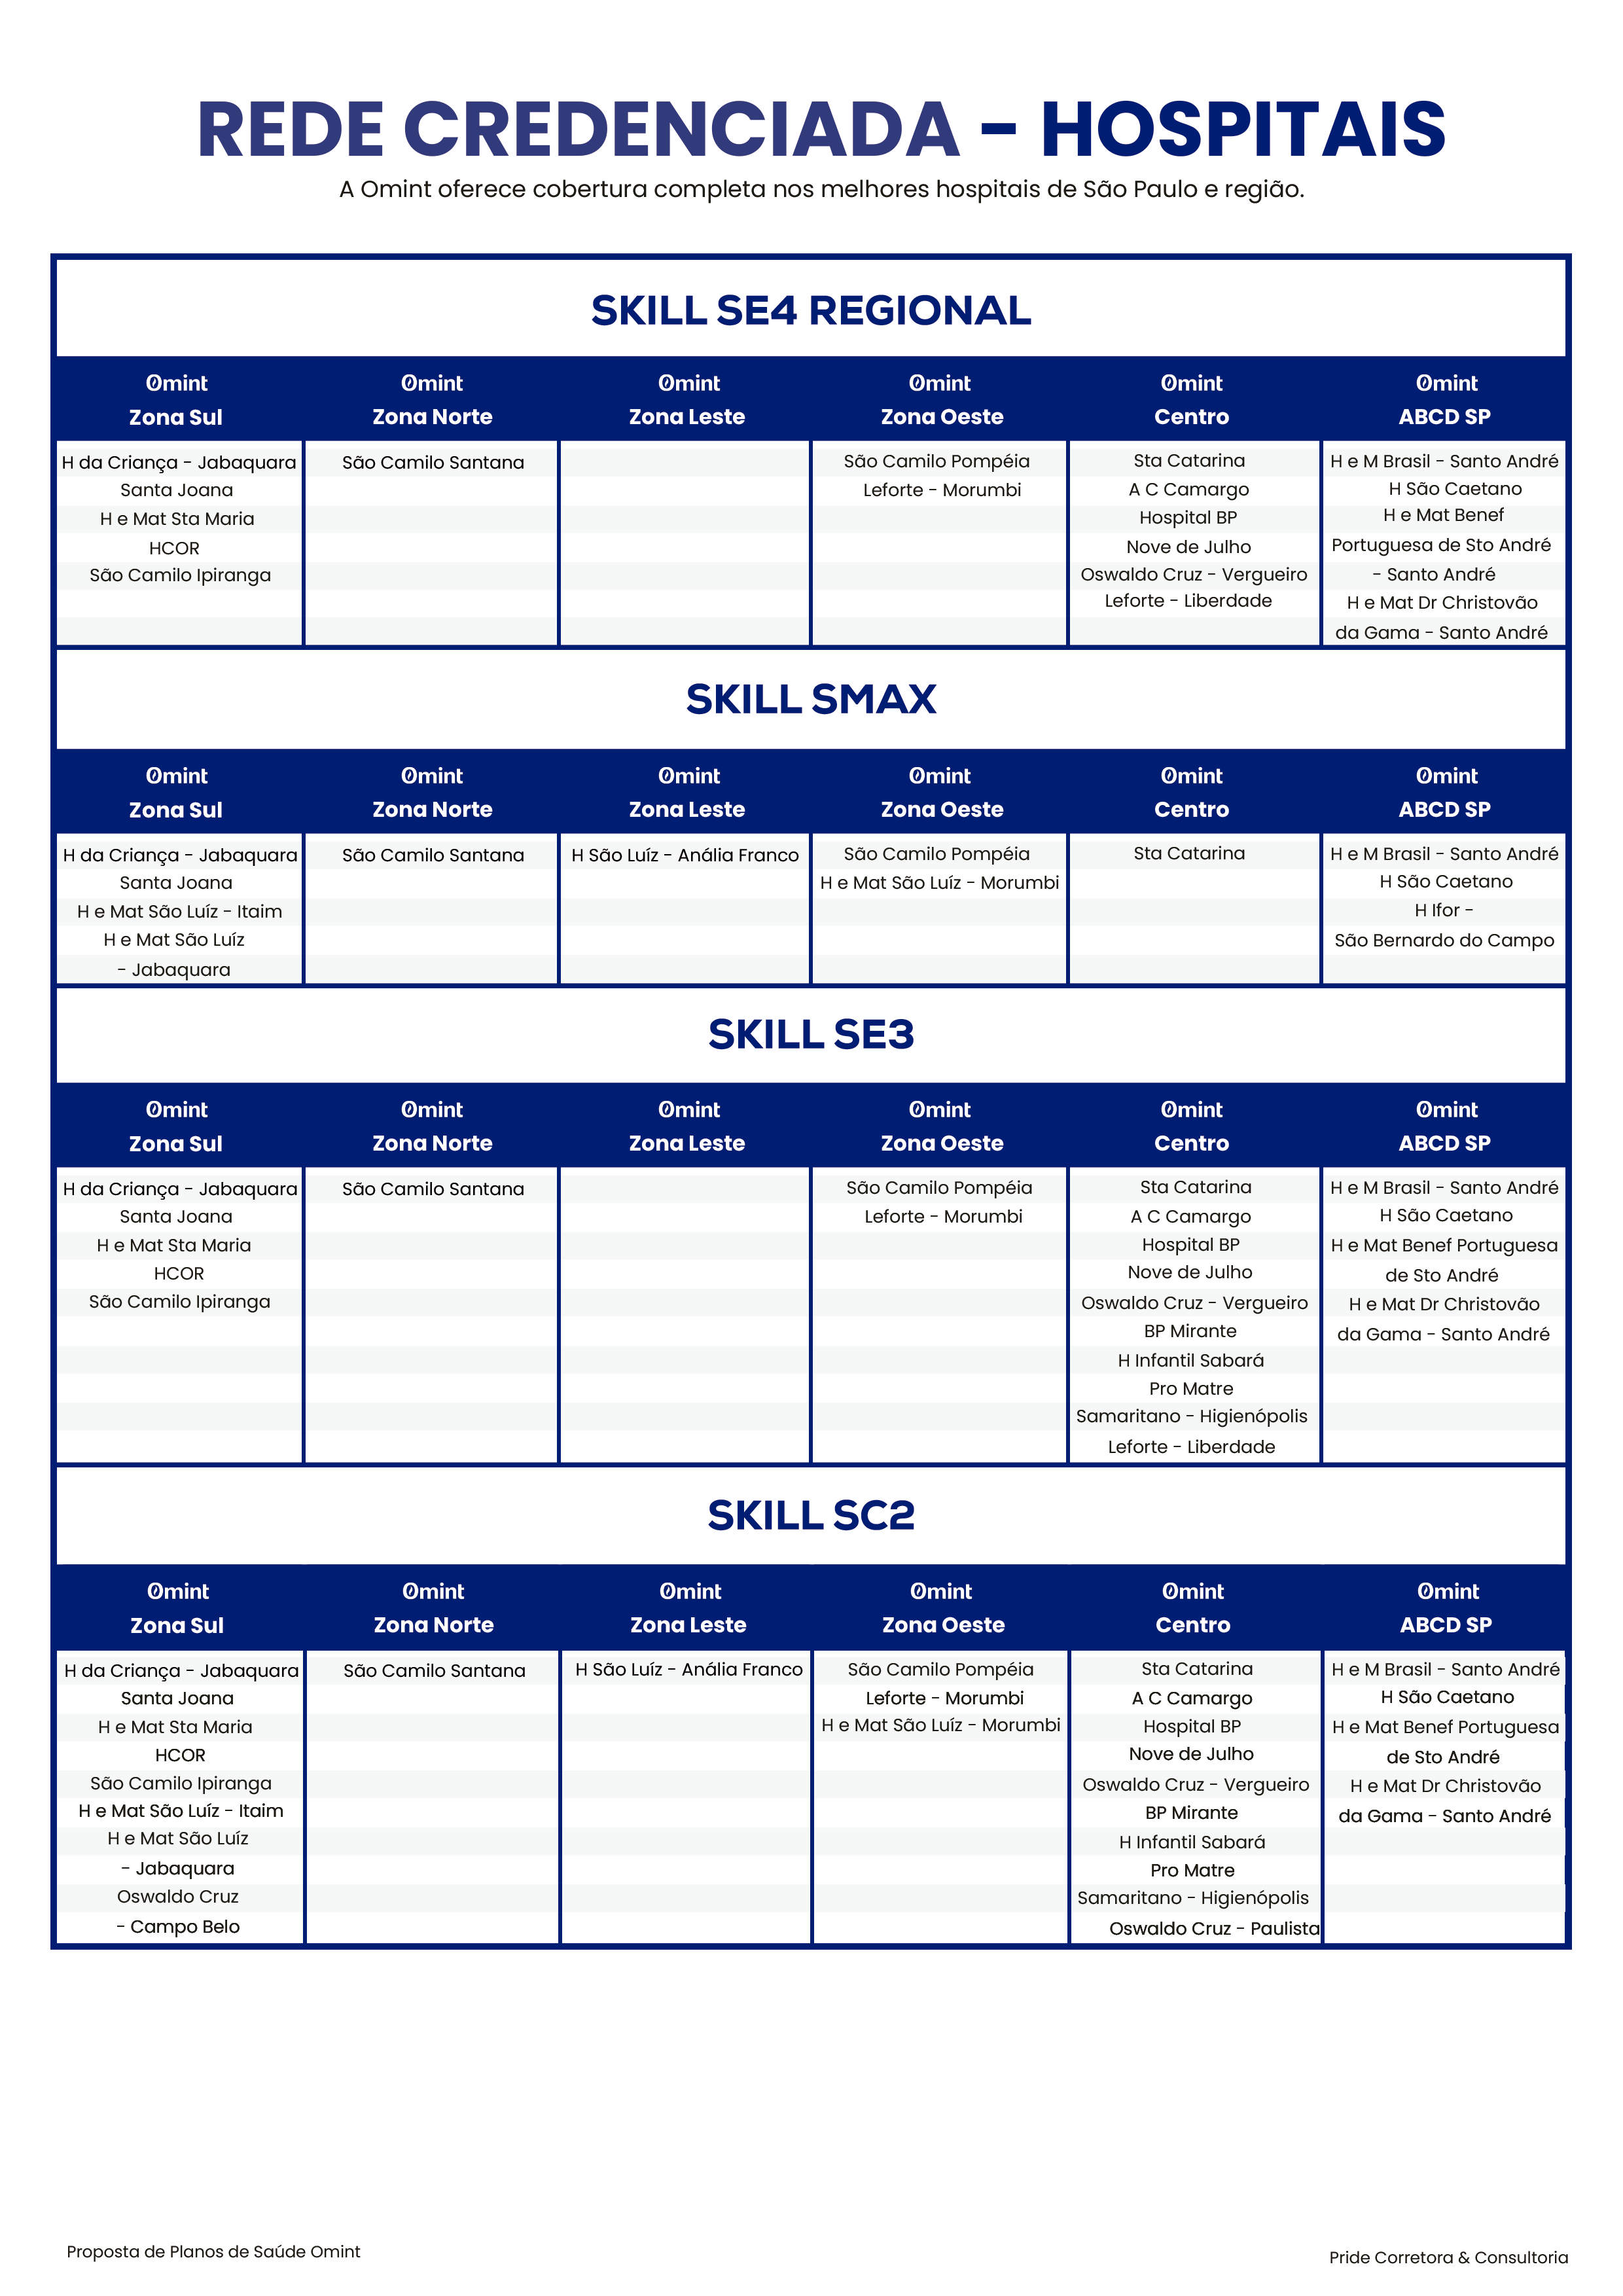 REDE CREDENCIADA - HOSPITAIS
A Omint oferece cobertura completa nos melhores hospitais de São Paulo e região.
SKILL SE4 REGIONAL
Omint Omint Omint Omint Omint Omint
Zona Sul Zona Norte Zona Leste Zona Oeste Centro ABCD SP
H da Criança - Jabaquara São Camilo Santana São Camilo Pompéia Sta Catarina H e M Brasil - Santo André
Santa Joana Leforte - Morumbi A C Camargo H São Caetano
H e Mat Sta Maria Hospital BP H e Mat Benef
HCOR Nove de Julho Portuguesa de Sto André
São Camilo Ipiranga Oswaldo Cruz - Vergueiro - Santo André
Leforte - Liberdade H e Mat Dr Christovão
da Gama - Santo André
SKILL SMAX
Omint Omint Omint Omint Omint Omint
Zona Sul Zona Norte Zona Leste Zona Oeste Centro ABCD SP
H da Criança - Jabaquara São Camilo Santana H São Luíz - Anália Franco São Camilo Pompéia Sta Catarina H e M Brasil - Santo André
Santa Joana H e Mat São Luíz - Morumbi H São Caetano
H e Mat São Luíz - Itaim H Ifor -
H e Mat São Luíz São Bernardo do Campo
- Jabaquara
SKILL SE3
Omint Omint Omint Omint Omint Omint
Zona Sul Zona Norte Zona Leste Zona Oeste Centro ABCD SP
H da Criança - Jabaquara São Camilo Santana São Camilo Pompéia Sta Catarina H e M Brasil - Santo André
Santa Joana Leforte - Morumbi A C Camargo H São Caetano
H e Mat Sta Maria Hospital BP H e Mat Benef Portuguesa
HCOR Nove de Julho de Sto André
São Camilo Ipiranga Oswaldo Cruz - Vergueiro H e Mat Dr Christovão
BP Mirante da Gama - Santo André
H Infantil Sabará
Pro Matre
Samaritano - Higienópolis
Leforte - Liberdade
SKILL SC2
Omint Omint Omint Omint Omint Omint
Zona Sul Zona Norte Zona Leste Zona Oeste Centro ABCD SP
H da Criança - Jabaquara São Camilo Santana H São Luíz - Anália Franco São Camilo Pompéia Sta Catarina H e M Brasil - Santo André
Santa Joana Leforte - Morumbi A C Camargo H São Caetano
H e Mat Sta Maria H e Mat São Luíz - Morumbi Hospital BP H e Mat Benef Portuguesa
HCOR Nove de Julho de Sto André
São Camilo Ipiranga Oswaldo Cruz - Vergueiro H e Mat Dr Christovão
H e Mat São Luíz - Itaim BP Mirante da Gama - Santo André
H e Mat São Luíz H Infantil Sabará
- Jabaquara Pro Matre
Oswaldo Cruz Samaritano - Higienópolis
- Campo Belo Oswaldo Cruz - Paulista
Proposta de Planos de Saúde Omint
Pride Corretora & Consultoria